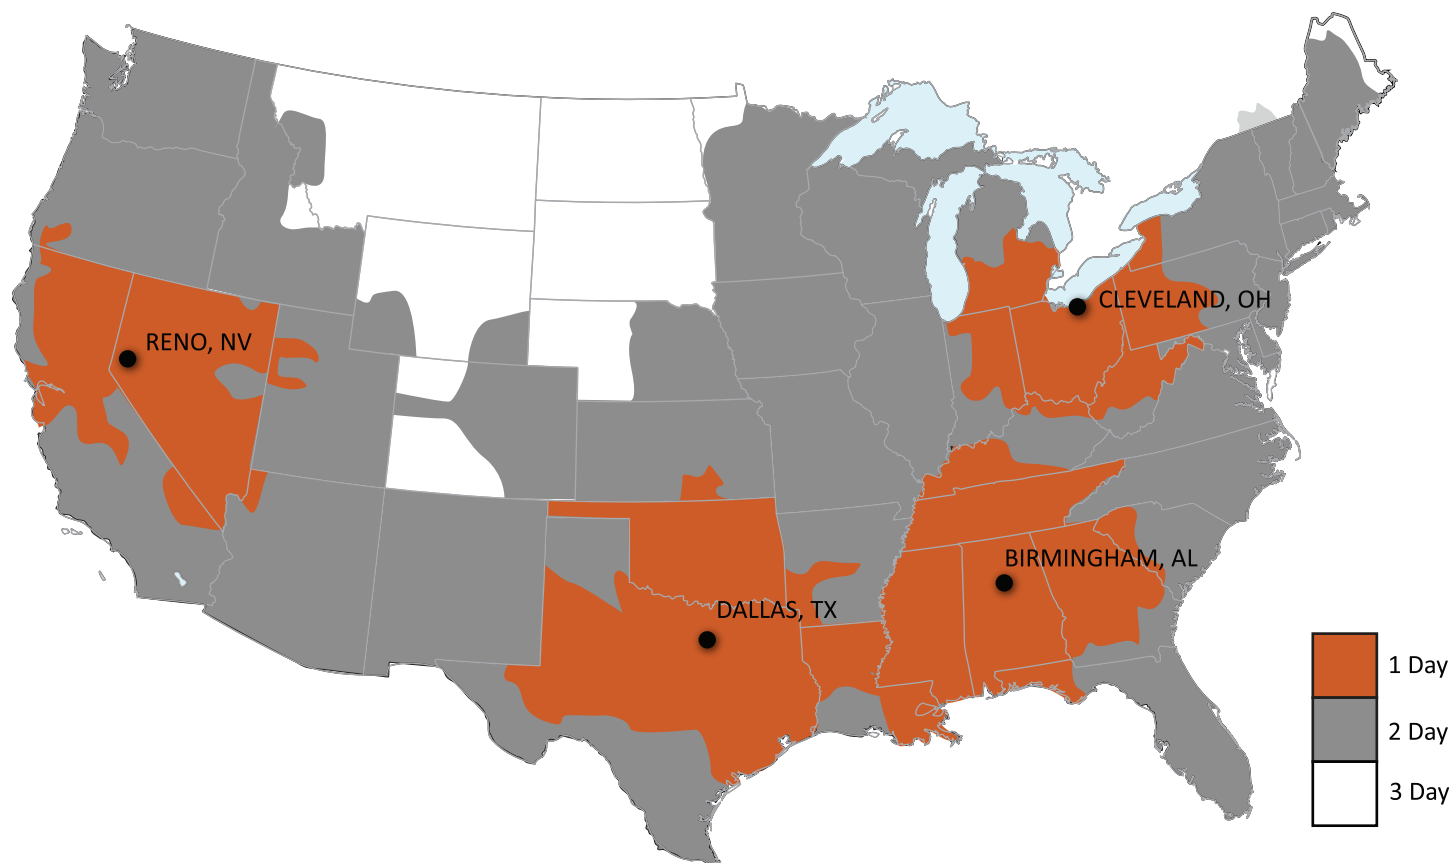 CLEVELAND, OH
RENO, NV
BIRMINGHAM, AL
DALLAS, TX
1 Day
2 Day
3 Day